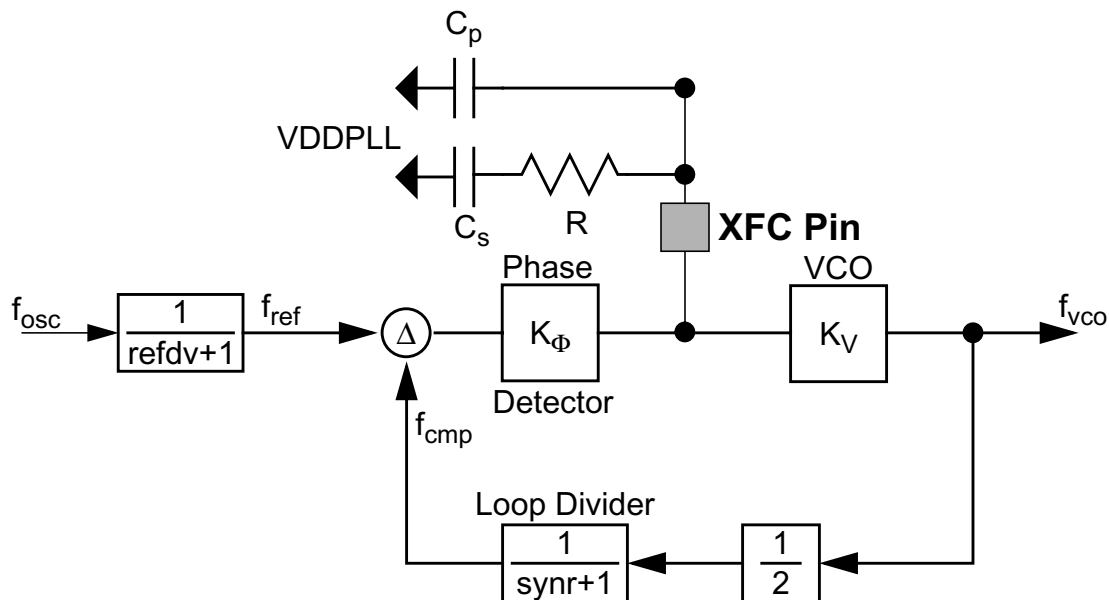 Cp
VDDPLL
Cs
R
XFC Pin
Phase
VCO
fosc
1
refdv+1
fref
Δ
KΦ
KV
fvco
Detector
fcmp
Loop Divider
1
synr+1
1
2